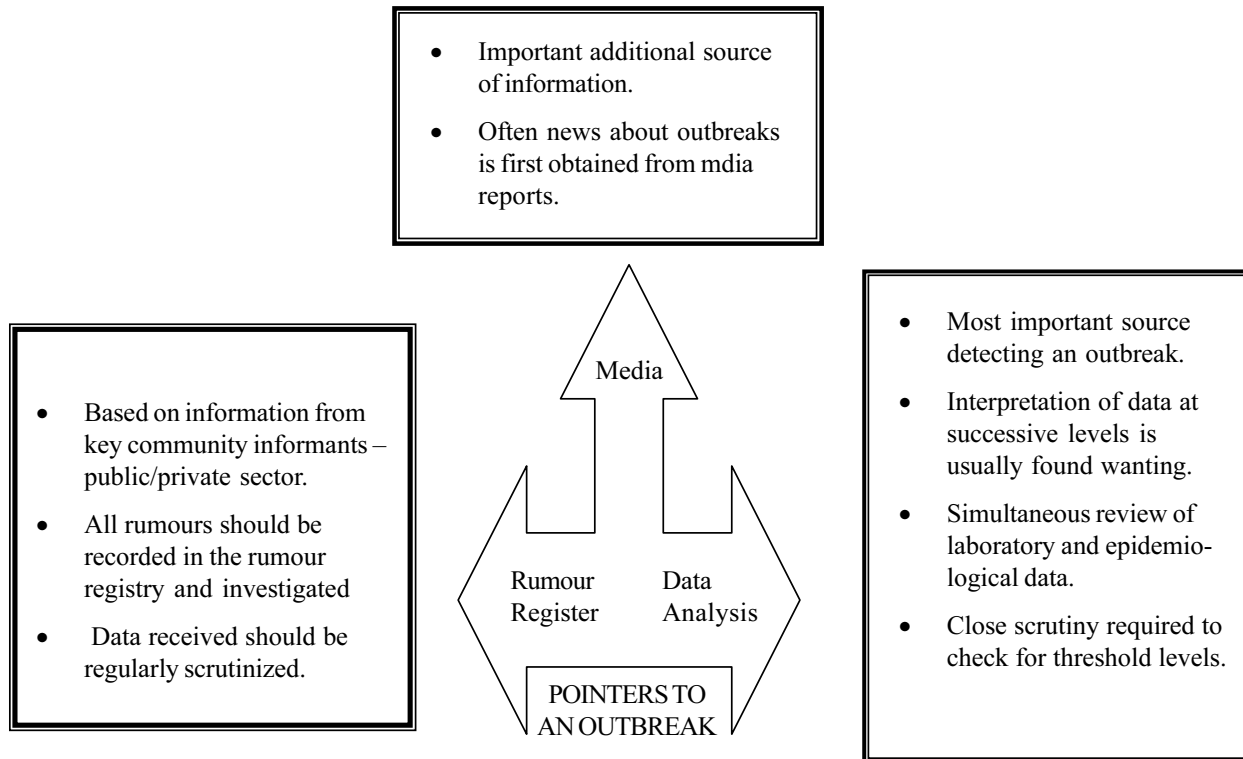 • Important additional source
of information.
• Often news about outbreaks
is first obtained from mdia
reports.
• Based on information from
key community informants –
public/private sector.
• All rumours should be
recorded in the rumour
registry and investigated
• Data received should be
regularly scrutinized.
Media
Rumour
Register
Data
Analysis
POINTERS TO
AN OUTBREAK
• Most important source
detecting an outbreak.
• Interpretation of data at
successive levels is
usually found wanting.
• Simultaneous review of
laboratory and epidemio-
logical data.
• Close scrutiny required to
check for threshold levels.